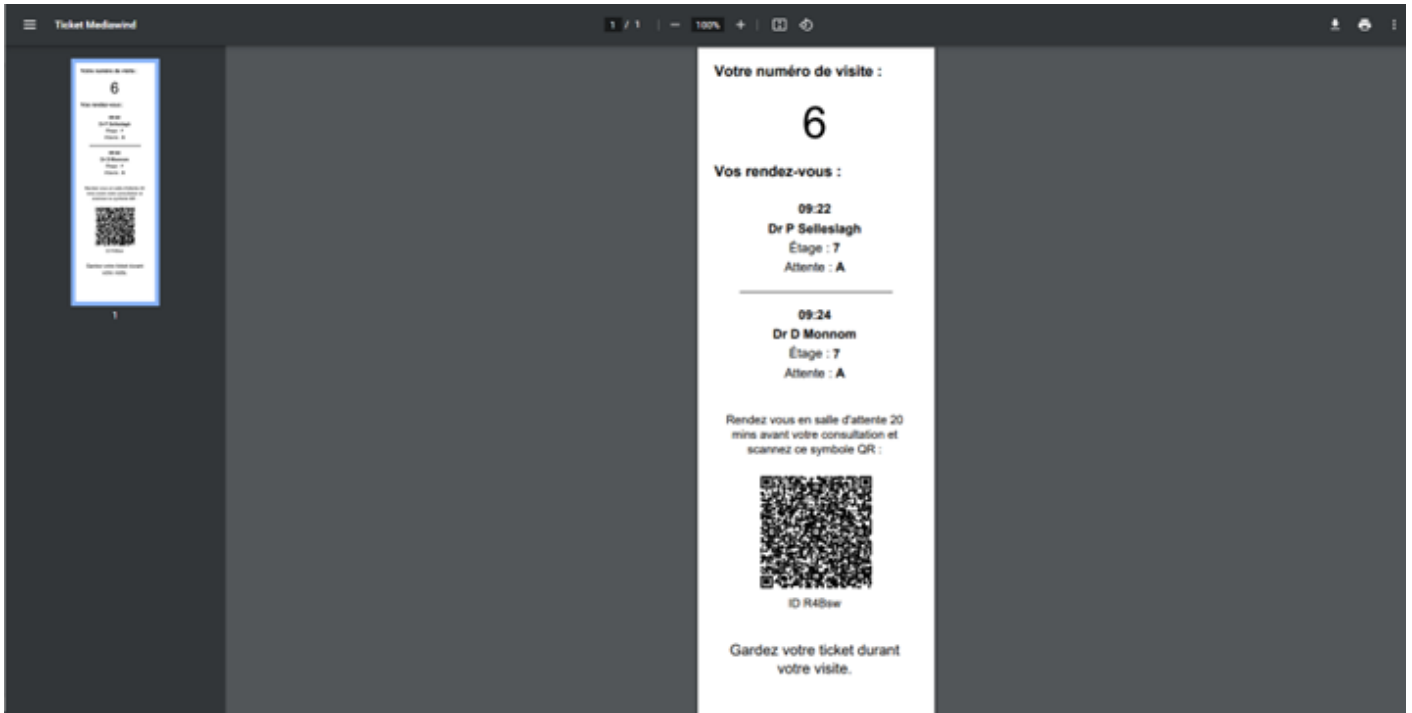 Ticket Mediawind
1 / 1
100%
Votre numéro de visite :
6
Vos rendez-vous :
09:22
Dr P Selleslagh
Étage : 7
Attente : A
09:24
Dr D Monnom
Étage : 7
Attente : A
Rendez vous en salle d'attente 20
mins avant votre consultation et
scannez ce symbole QR :
ID R4Bsw
Gardez votre ticket durant
votre visite.
1